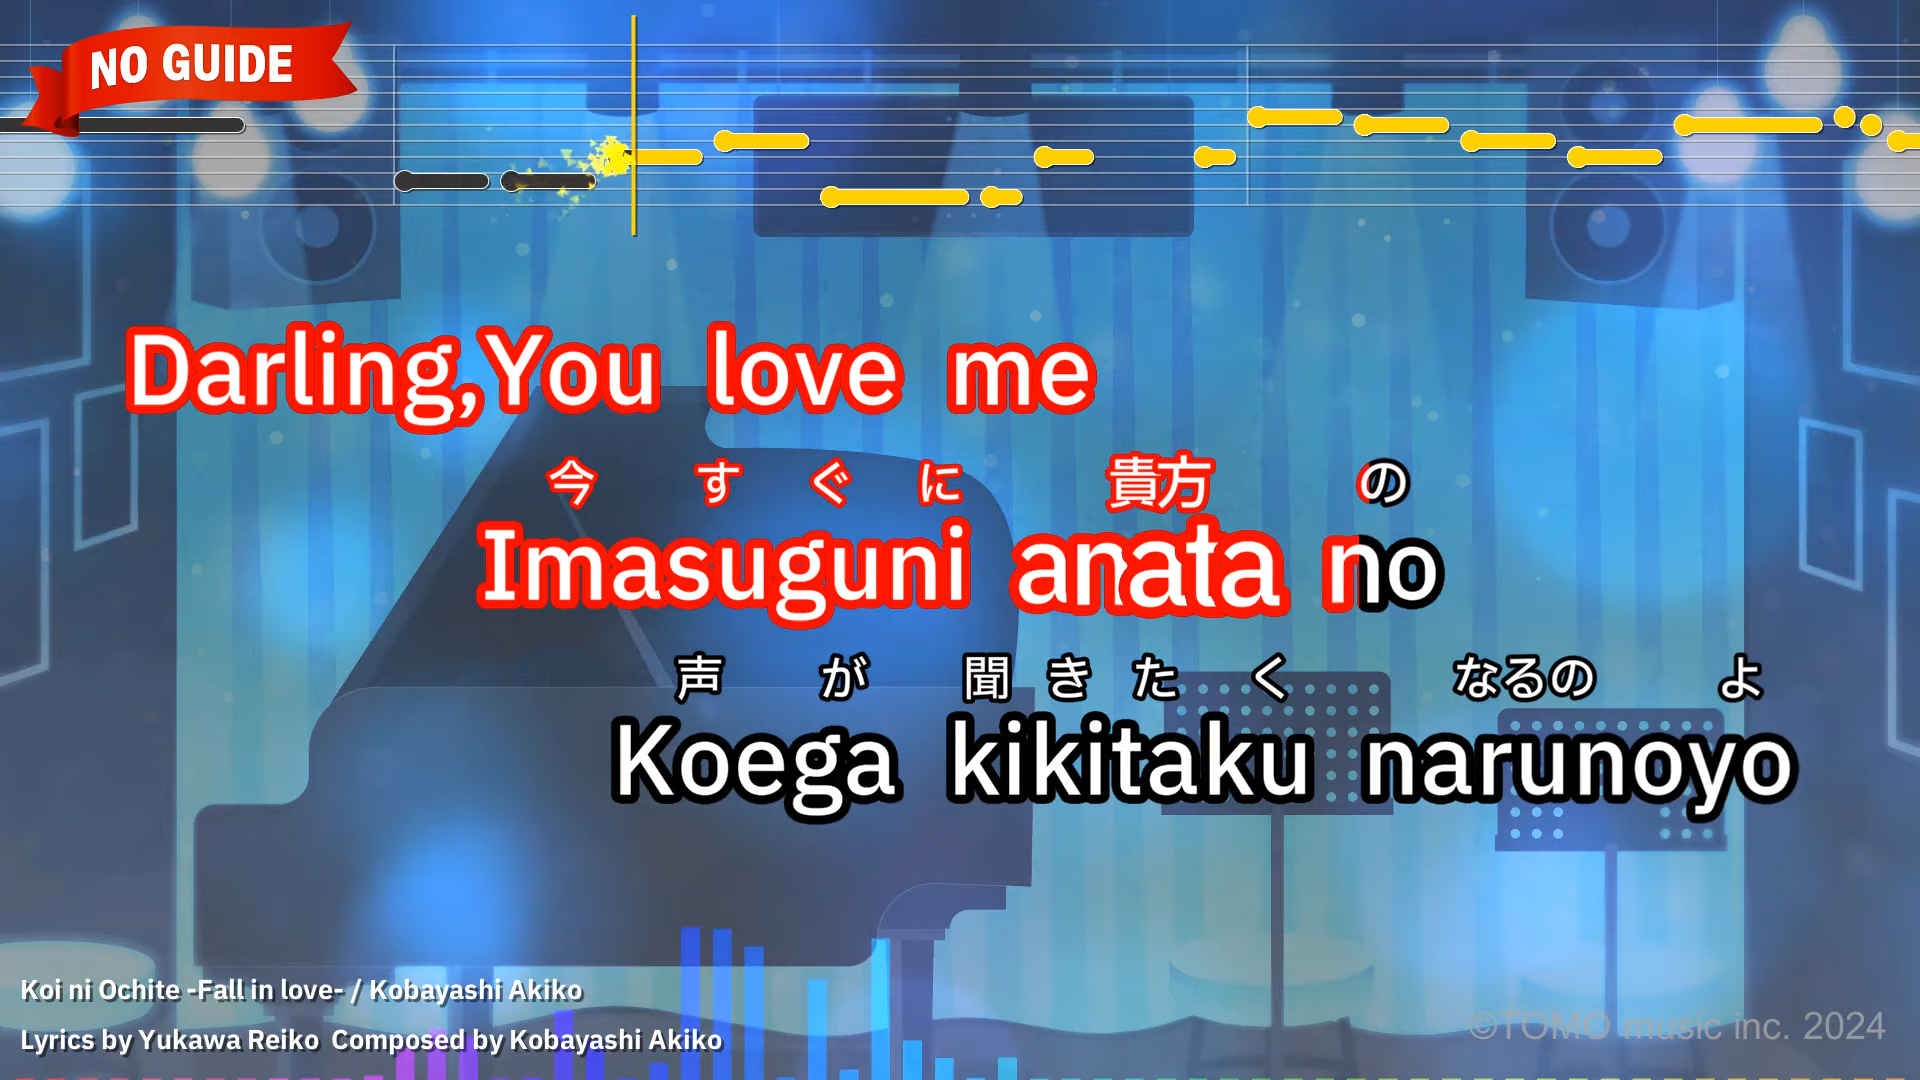 NO GUIDE
Darling,You love me
今すぐに 貴方の
Imasuguni anata no
声が 聞きたく なるのよ
Koega kikitaku narunoyo
Koi ni Ochite -Fall in love- / Kobayashi Akiko
Lyrics by Yukawa Reiko Composed by Kobayashi Akiko
©TOMO music inc. 2024